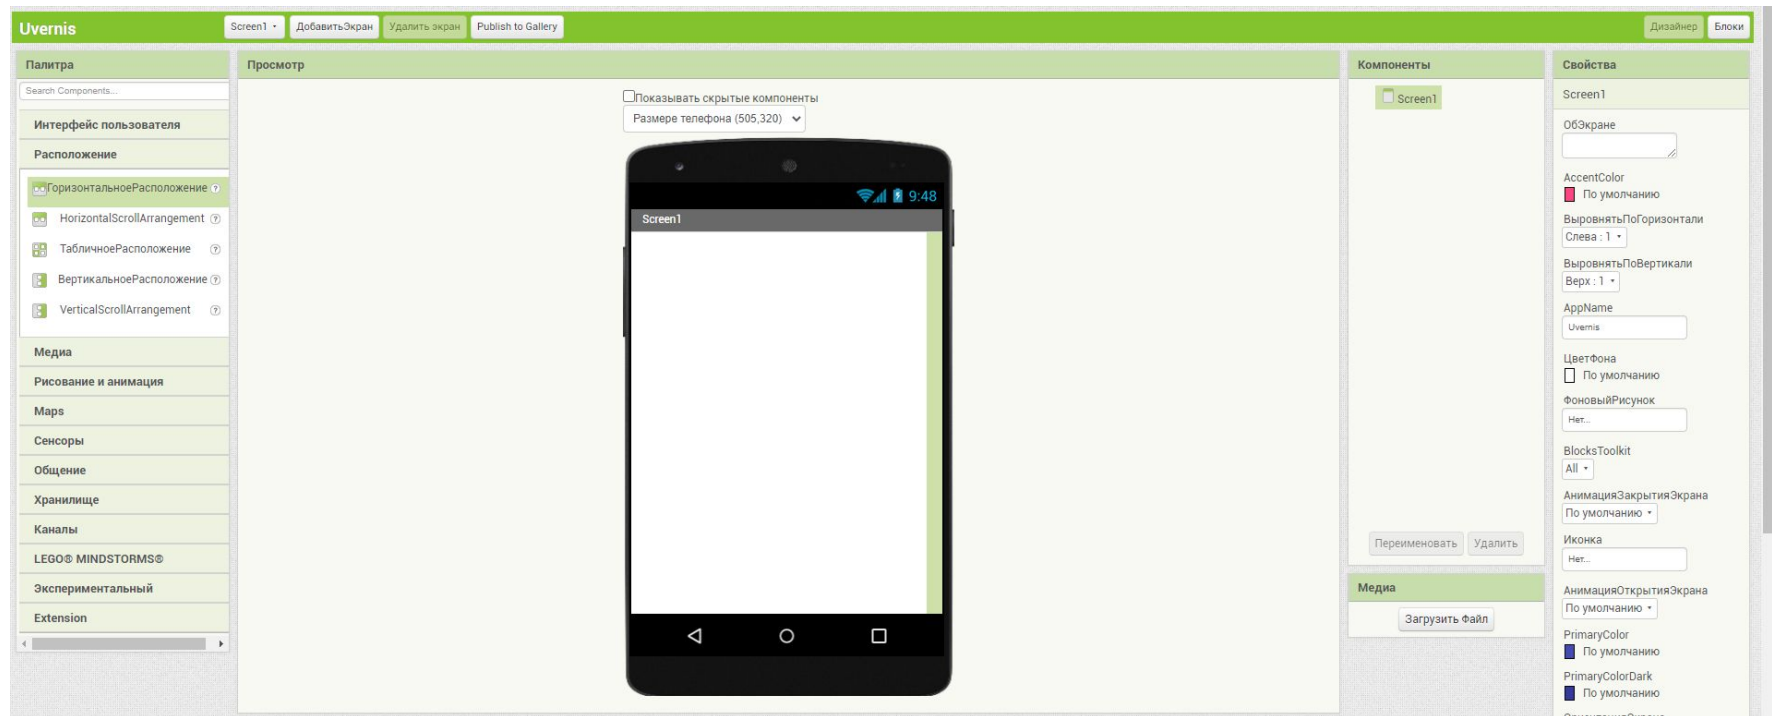 Uvernis
Screen1
ДобавитьЭкран
Удалить экран
Publish to Gallery
Дизайнер
Блоки
Палитра
Search Components...
Интерфейс пользователя
Расположение
ГоризонтальноеРасположение
HorizontalScrollArrangement
ТабличноеРасположение
ВертикальноеРасположение
VerticalScrollArrangement
Медиа
Рисование и анимация
Maps
Сенсоры
Общение
Хранилище
Каналы
LEGO® MINDSTORMS®
Экспериментальный
Extension
Просмотр
Показывать скрытые компоненты
Размере телефона (505,320)
9:48
Screen1
Компоненты
Screen1
Переименовать
Удалить
Медиа
Загрузить Файл
Свойства
Screen1
ОбЭкране
AccentColor
По умолчанию
ВыровнятьПоГоризонтали
Слева : 1
ВыровнятьПоВертикали
Верх : 1
AppName
Uvernis
ЦветФона
По умолчанию
ФоновыйРисунок
Нет...
BlocksToolkit
All
АнимацияЗакрытияЭкрана
По умолчанию
Иконка
Нет...
АнимацияОткрытияЭкрана
По умолчанию
PrimaryColor
По умолчанию
PrimaryColorDark
По умолчанию